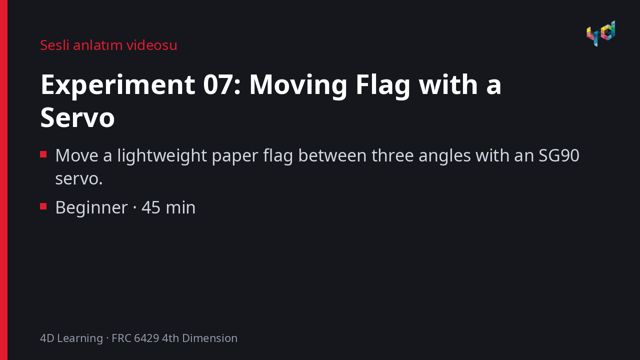 4d
Sesli anlatım videosu
Experiment 07: Moving Flag with a
Servo
Move a lightweight paper flag between three angles with an SG90
servo.
Beginner · 45 min
4D Learning · FRC 6429 4th Dimension